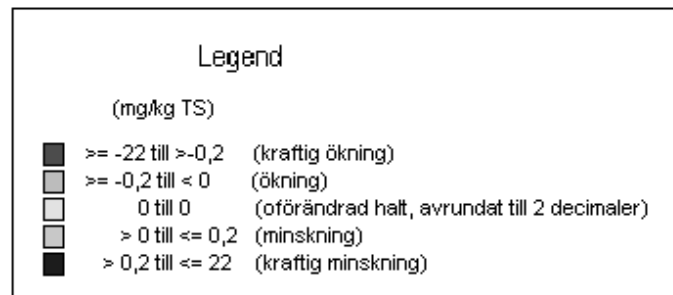 Legend
(mg/kg TS)
>= -22 till >-0,2 (kraftig ökning)
>= -0,2 till < 0 (ökning)
0 till 0 (oförändrad halt, avrundat till 2 decimaler)
> 0 till <= 0,2 (minskning)
> 0,2 till <= 22 (kraftig minskning)